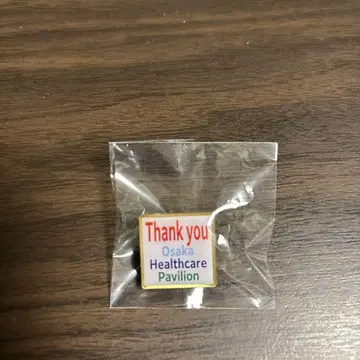 Thank you
Osaka
Healthcare
Pavilion